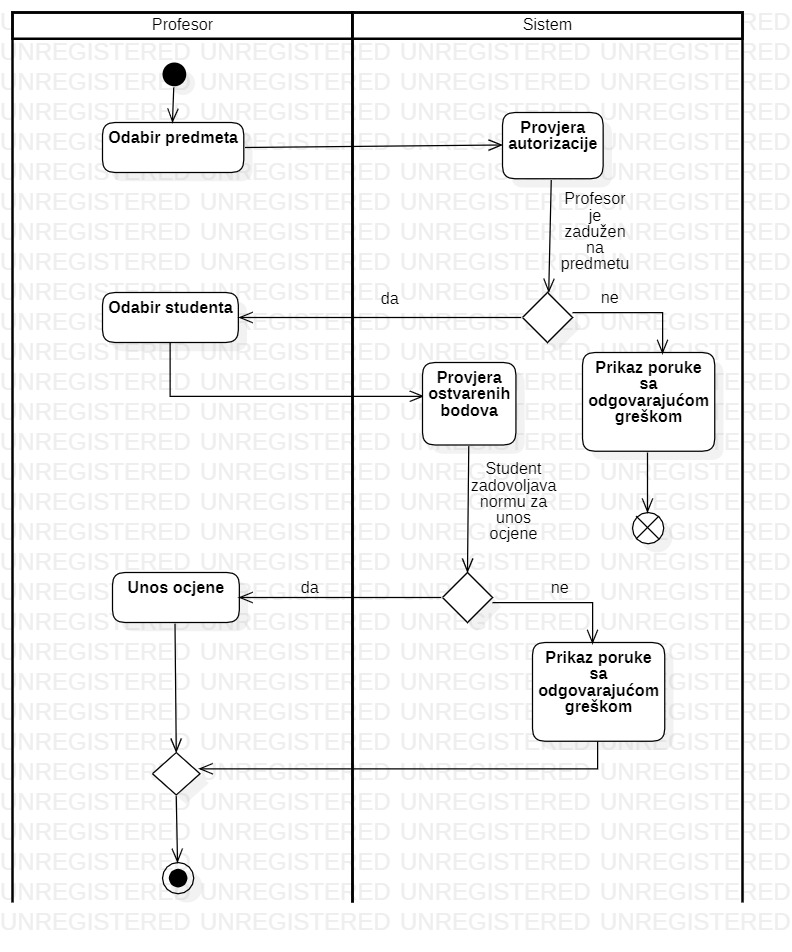 Profesor
Sistem
Odabir predmeta
Provjera
autorizacije
Profesor
je
zadužen
na
predmetu
da
ne
Odabir studenta
Provjera
ostvarenih
bodova
Prikaz poruke
sa
odgovarajućom
greškom
Student
zadovoljava
normu za
unos
ocjene
Unos ocjene
da
ne
Prikaz poruke
sa
odgovarajućom
greškom
UNREGISTERED UNREGISTERED UNREGISTERED UNREGISTERED